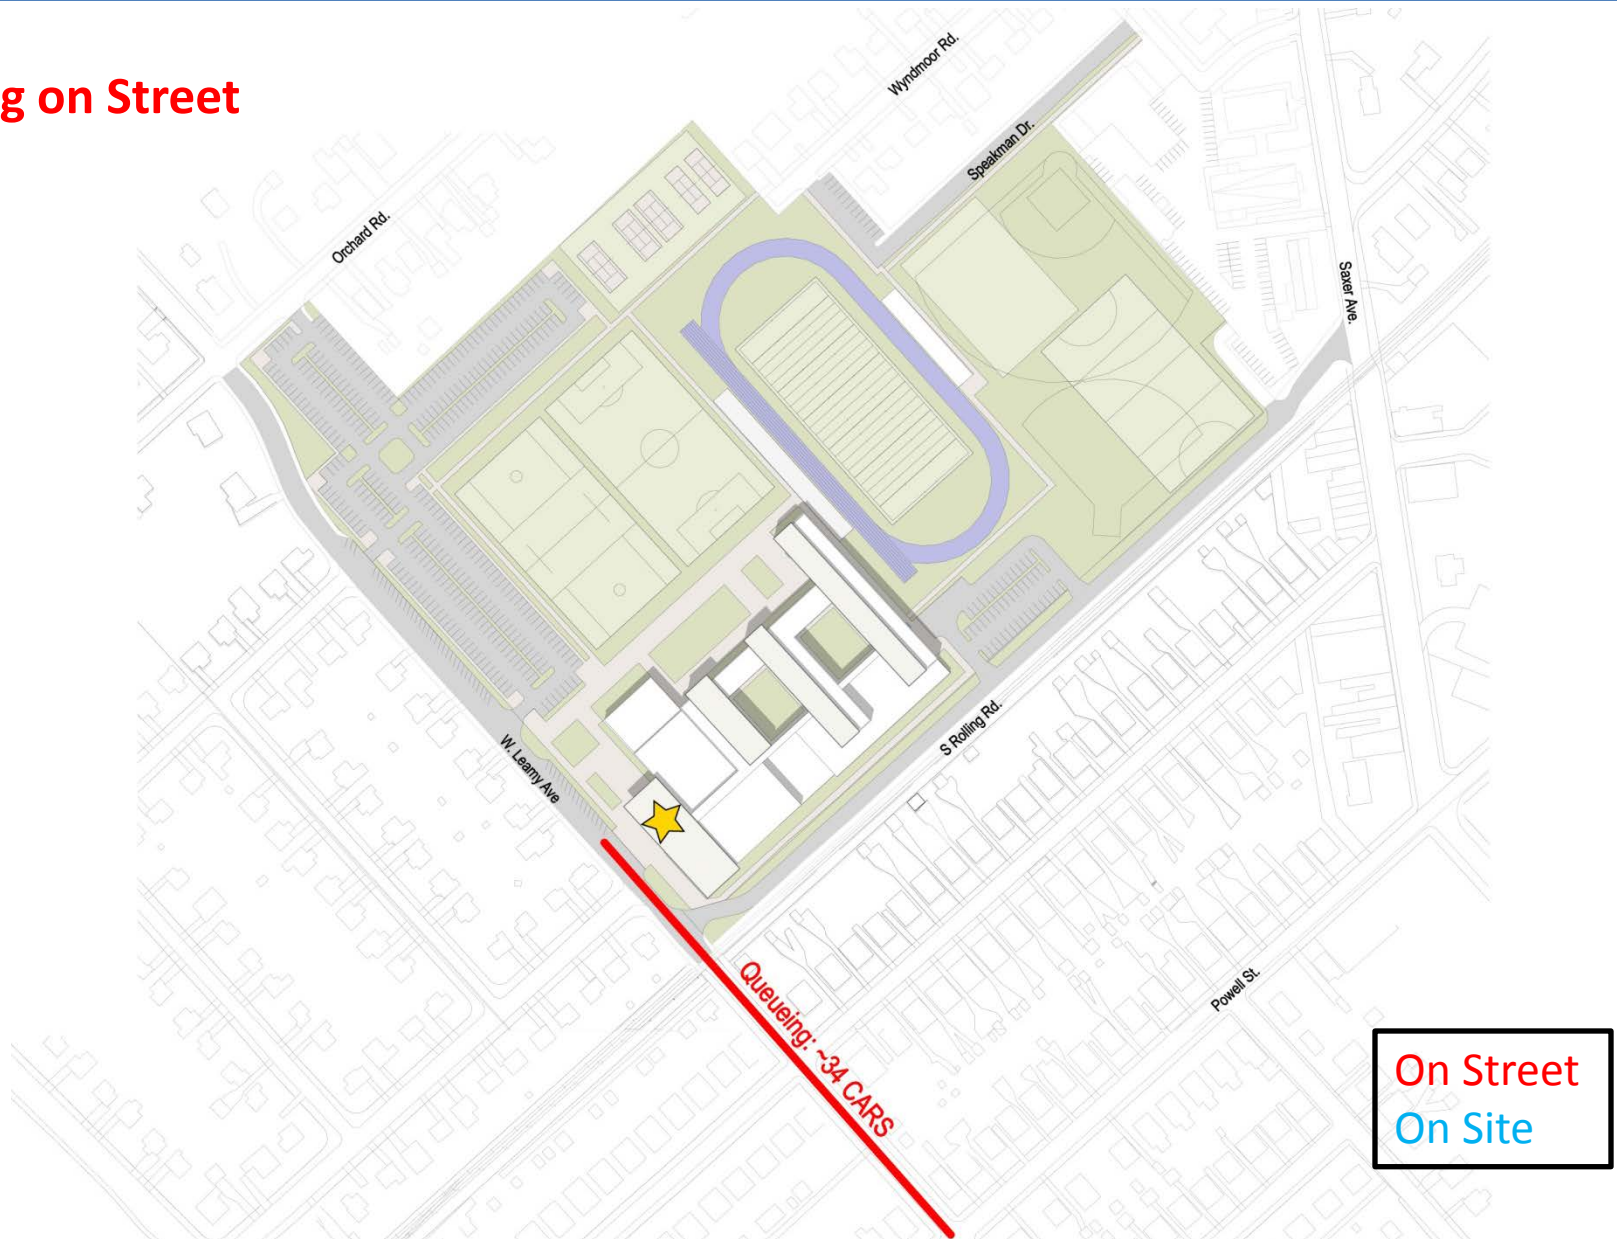 g on Street
Wyndmoor Rd.
Speakman Dr.
Orchard Rd.
Saxer Ave.
S Rolling Rd.
W. Leamy Ave
Powell St.
Queueing: ~34 CARS
On Street
On Site